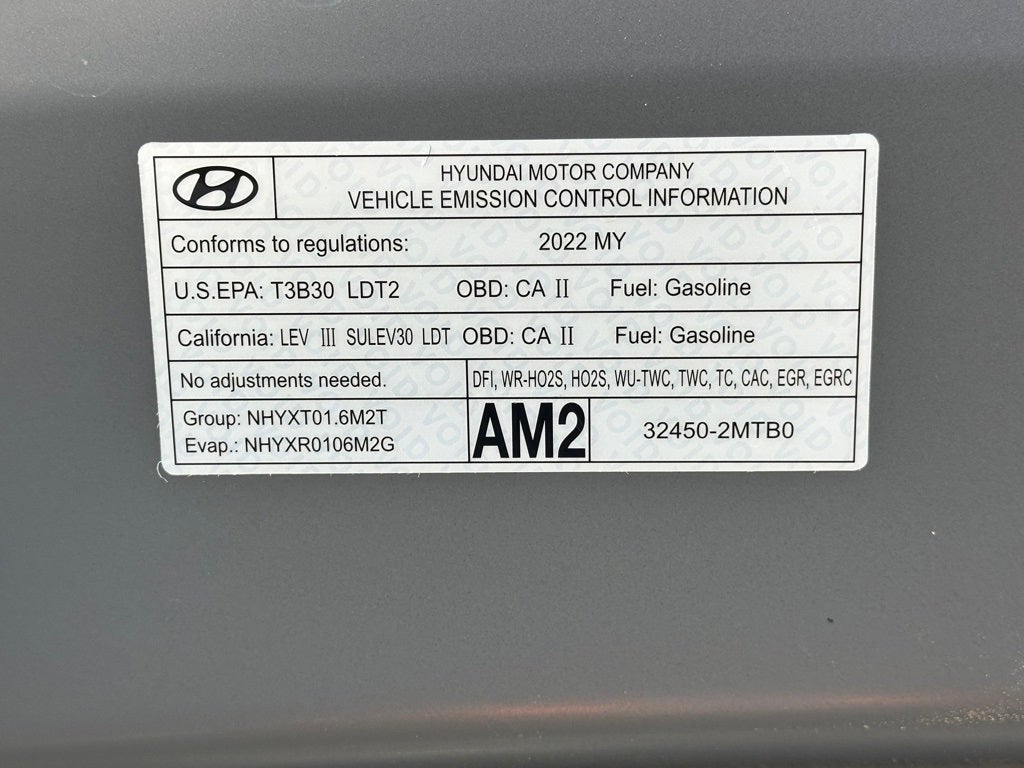 HYUNDAI MOTOR COMPANY
VEHICLE EMISSION CONTROL INFORMATION
Conforms to regulations: 2022 MY
U.S.EPA: T3B30 LDT2 OBD: CA II Fuel: Gasoline
California: LEV III SULEV30 LDT OBD: CA II Fuel: Gasoline
No adjustments needed. DFI, WR-HO2S, HO2S, WU-TWC, TWC, TC, CAC, EGR, EGRC
Group: NHYXT01.6M2T
Evap.: NHYXR0106M2G
AM2
32450-2MTB0